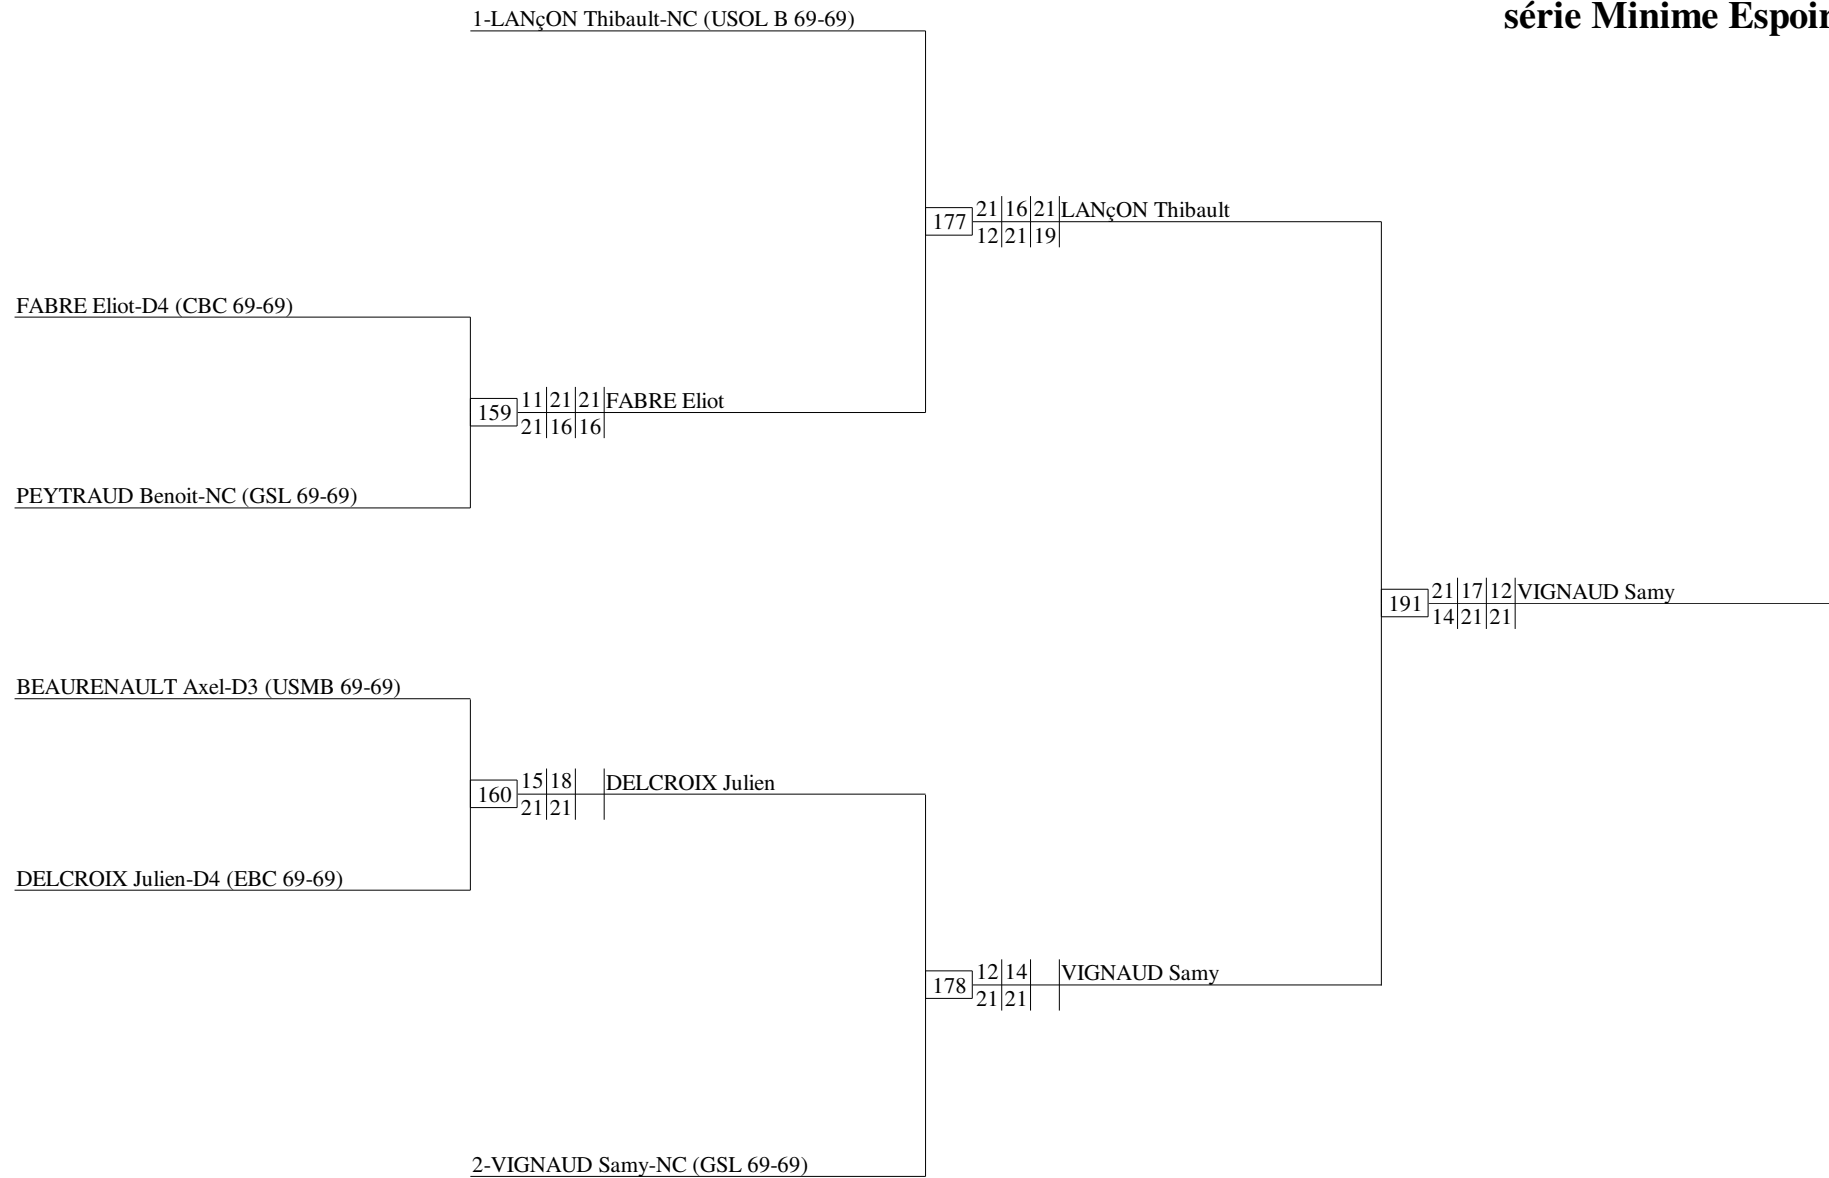 1-LANçON Thibault-NC (USOL B 69-69)
série Minime Espoir
177 21 16 21 LANçON Thibault
12 21 19
FABRE Eliot-D4 (CBC 69-69)
159 11 21 21 FABRE Eliot
21 16 16
PEYTRAUD Benoit-NC (GSL 69-69)
191 21 17 12 VIGNAUD Samy
14 21 21
BEAURENAULT Axel-D3 (USMB 69-69)
160 15 18 DELCROIX Julien
21 21
DELCROIX Julien-D4 (EBC 69-69)
178 12 14 VIGNAUD Samy
21 21
2-VIGNAUD Samy-NC (GSL 69-69)